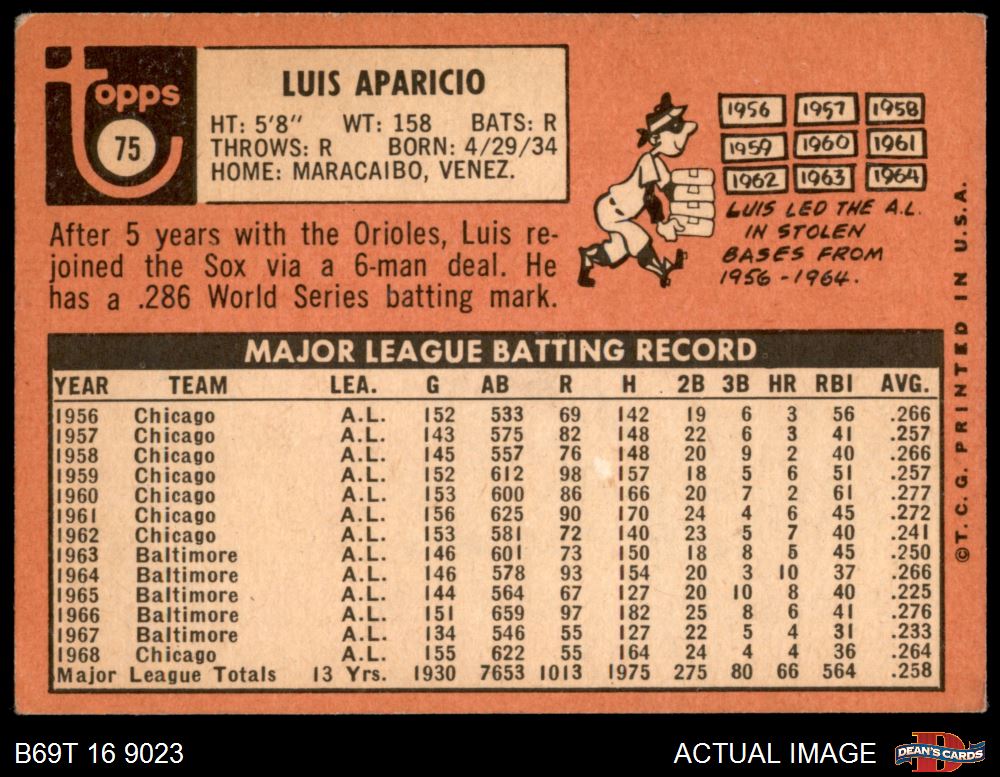 topps
75
LUIS APARICIO
HT: 5'8" WT: 158 BATS: R
THROWS: R BORN: 4/29/34
HOME: MARACAIBO, VENEZ.
After 5 years with the Orioles, Luis re-
joined the Sox via a 6-man deal. He
has a .286 World Series batting mark.
1956 1957 1958
1959 1960 1961
1962 1963 1964
LUIS LED THE A.L.
IN STOLEN
BASES FROM
1956-1964.
MAJOR LEAGUE BATTING RECORD
YEAR TEAM LEA. G AB R H 2B 3B HR RBI AVG.
1956 Chicago A.L. 152 533 69 142 19 6 3 56 .266
1957 Chicago A.L. 143 575 82 148 22 6 3 41 .257
1958 Chicago A.L. 145 557 76 148 20 9 2 40 .266
1959 Chicago A.L. 152 612 98 157 18 5 6 51 .257
1960 Chicago A.L. 153 600 86 166 20 7 2 61 .277
1961 Chicago A.L. 156 625 90 170 24 4 6 45 .272
1962 Chicago A.L. 153 581 72 140 23 5 7 40 .241
1963 Baltimore A.L. 146 601 73 150 18 8 5 45 .250
1964 Baltimore A.L. 146 578 93 154 20 3 10 37 .266
1965 Baltimore A.L. 144 564 67 127 20 10 8 40 .225
1966 Baltimore A.L. 151 659 97 182 25 8 6 41 .276
1967 Baltimore A.L. 134 546 55 127 22 5 4 31 .233
1968 Chicago A.L. 155 622 55 164 24 4 4 36 .264
Major League Totals 13 Yrs. 1930 7653 1013 1975 275 80 66 564 .258
©T.C.G. PRINTED IN U.S.A.
B69T 16 9023
ACTUAL IMAGE
D
DEAN'S CARDS